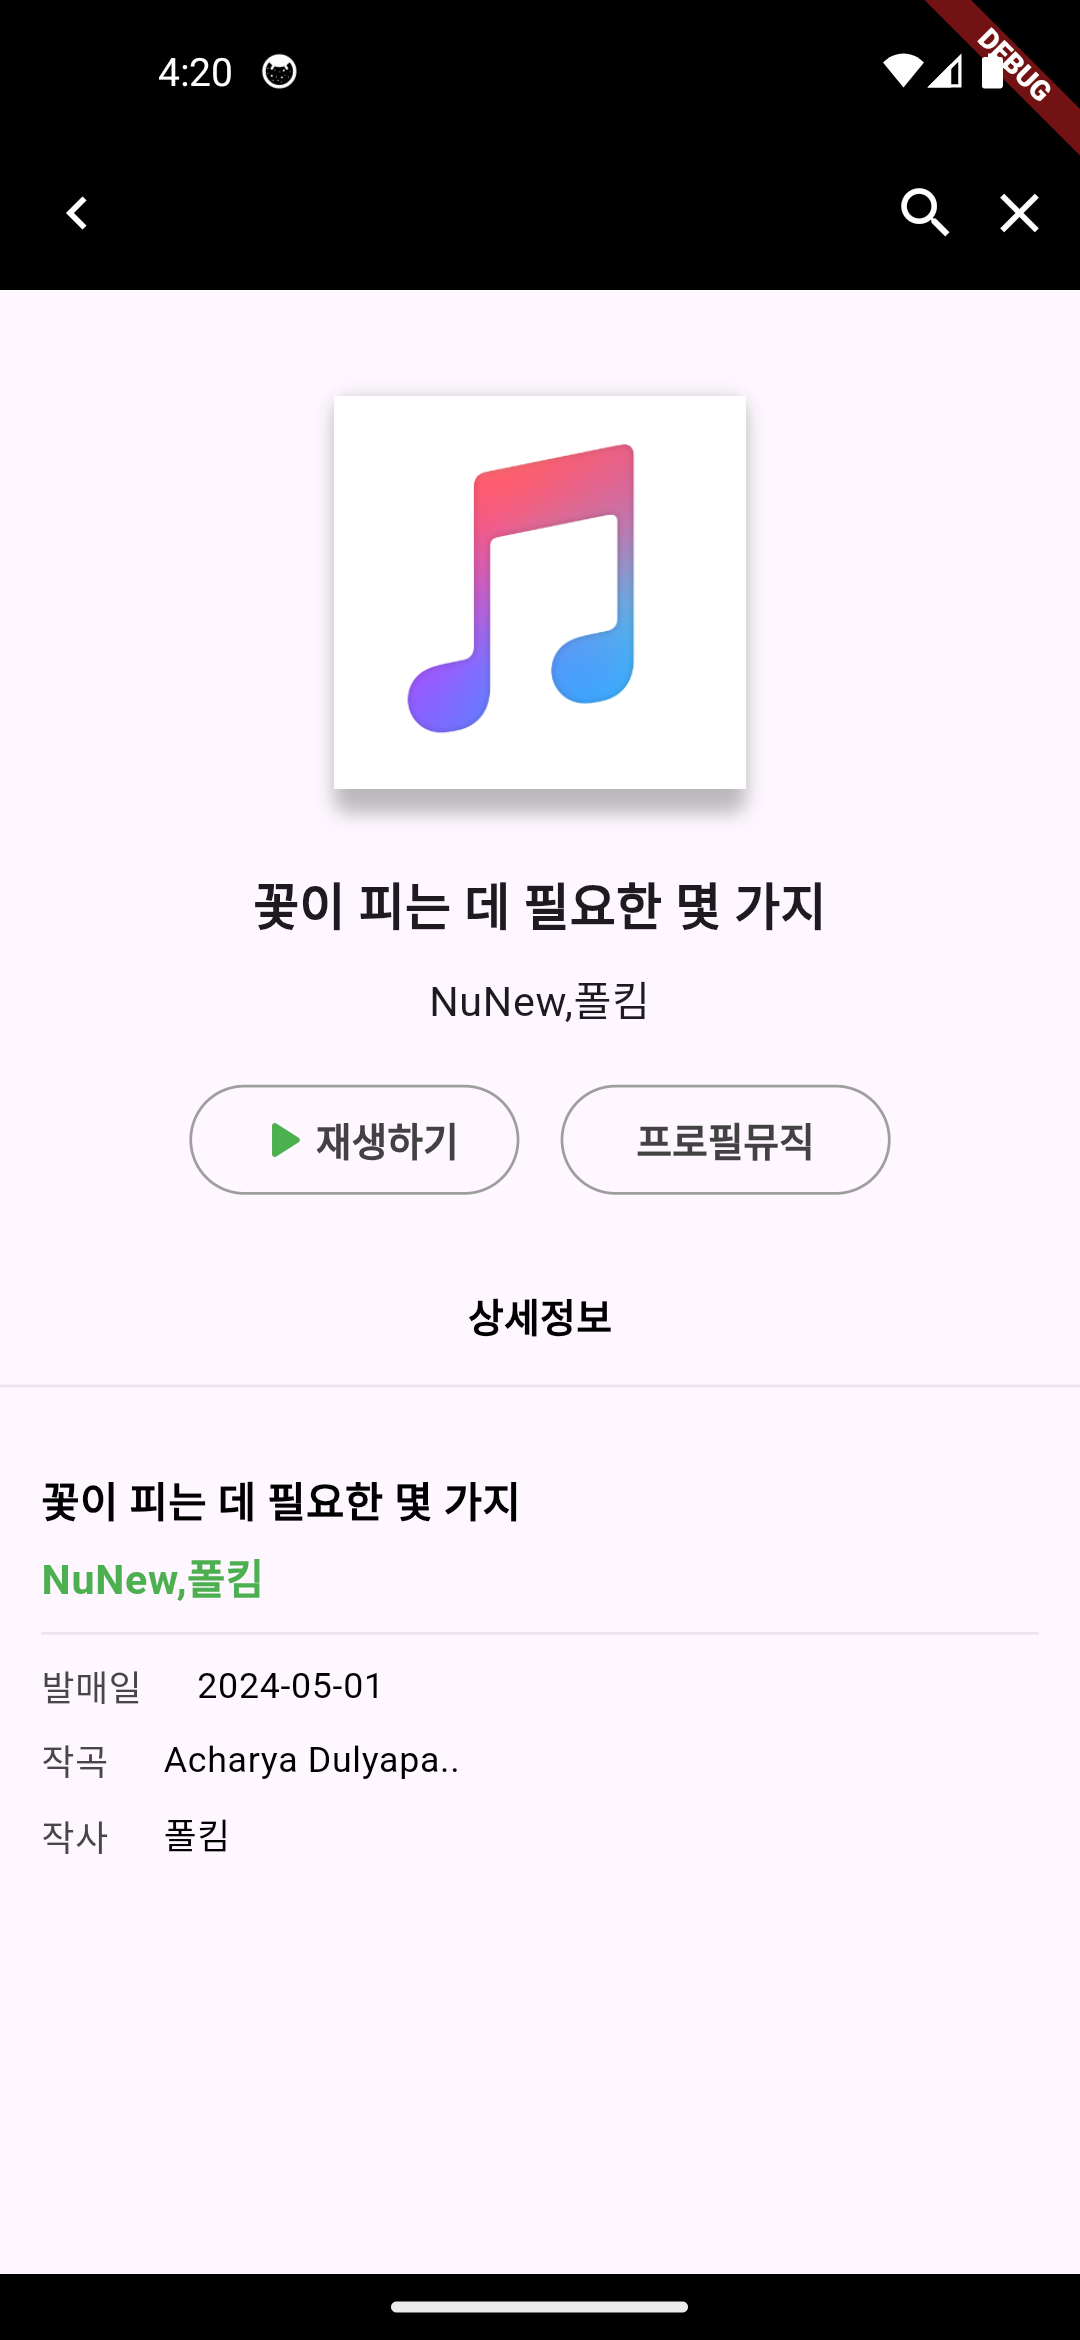 4:20
DEBUG
꽃이 피는 데 필요한 몇 가지
NuNew,폴킴
재생하기
프로필뮤직
상세정보
꽃이 피는 데 필요한 몇 가지
NuNew,폴킴
발매일 2024-05-01
작곡 Acharya Dulyapa..
작사 폴킴